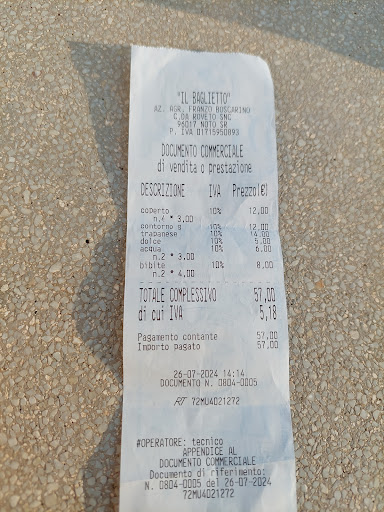 "IL BAGLIETTO"
AZ. AGR. FRANZO BUSCARINO
C.DA ROVETO SNC
96017 NOTO SR
P. IVA 01715950893
DOCUMENTO COMMERCIALE
di vendita o prestazione
DESCRIZIONE IVA Prezzo(€)
coperto 10% 12,00
n.4 * 3,00
contorno g 10% 12,00
trapanese 10% 14,00
dolce 10% 5,00
acqua 10% 6,00
n.2 * 3,00
bibite 10% 8,00
n.2 * 4,00
TOTALE COMPLESSIVO 57,00
di cui IVA 5,18
Pagamento contante 57,00
Importo pagato 57,00
26-07-2024 14:14
DOCUMENTO N. 0804-0005
RT 72MU4021272
#OPERATORE: tecnico
APPENDICE AL
DOCUMENTO COMMERCIALE
Documento di riferimento:
N. 0804-0005 del 26-07-2024
72MU4021272